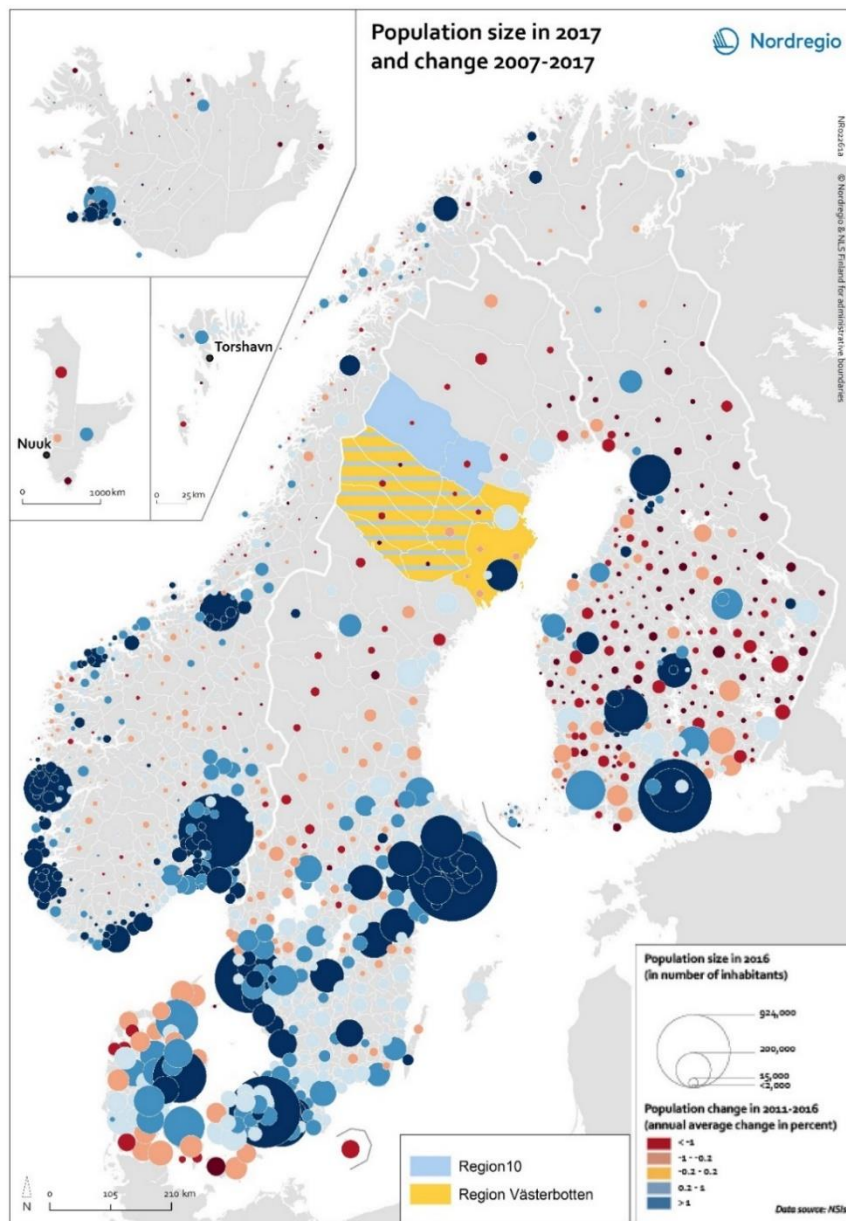 Population size in 2017
and change 2007-2017
Nordregio
NR02261a © Nordregio & NLS Finland for administrative boundaries
Torshavn
Nuuk
0 1000 km
0 25 km
Population size in 2016
(in number of inhabitants)
924,000
200,000
15,000
<2,000
Population change in 2011-2016
(annual average change in percent)
< -1
-1 - -0.2
-0.2 - 0.2
0.2 - 1
> 1
Data source: NSIs
Region10
Region Västerbotten
N
0 105 210 km